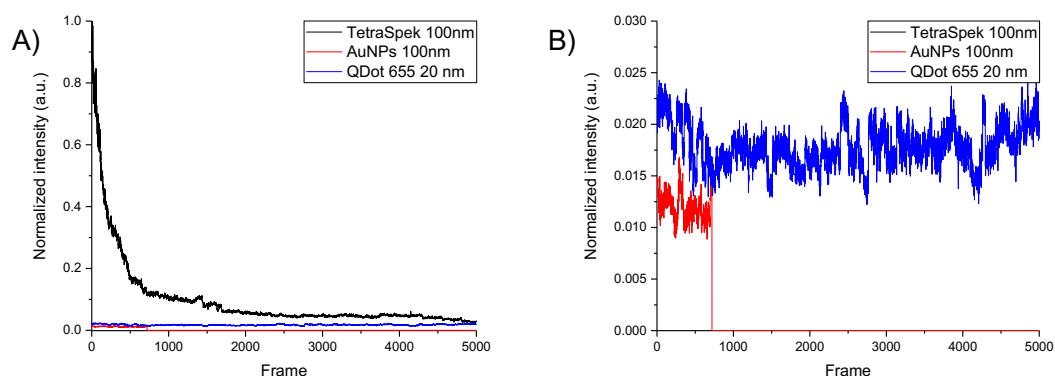 A)
Normalized intensity (a.u.)
1.0
0.8
0.6
0.4
0.2
0.0
0
1000
2000
3000
4000
5000
Frame
TetraSpek 100nm
AuNPs 100nm
QDot 655 20 nm
B)
Normalized intensity (a.u.)
0.030
0.025
0.020
0.015
0.010
0.005
0.000
0
1000
2000
3000
4000
5000
Frame
TetraSpek 100nm
AuNPs 100nm
QDot 655 20 nm